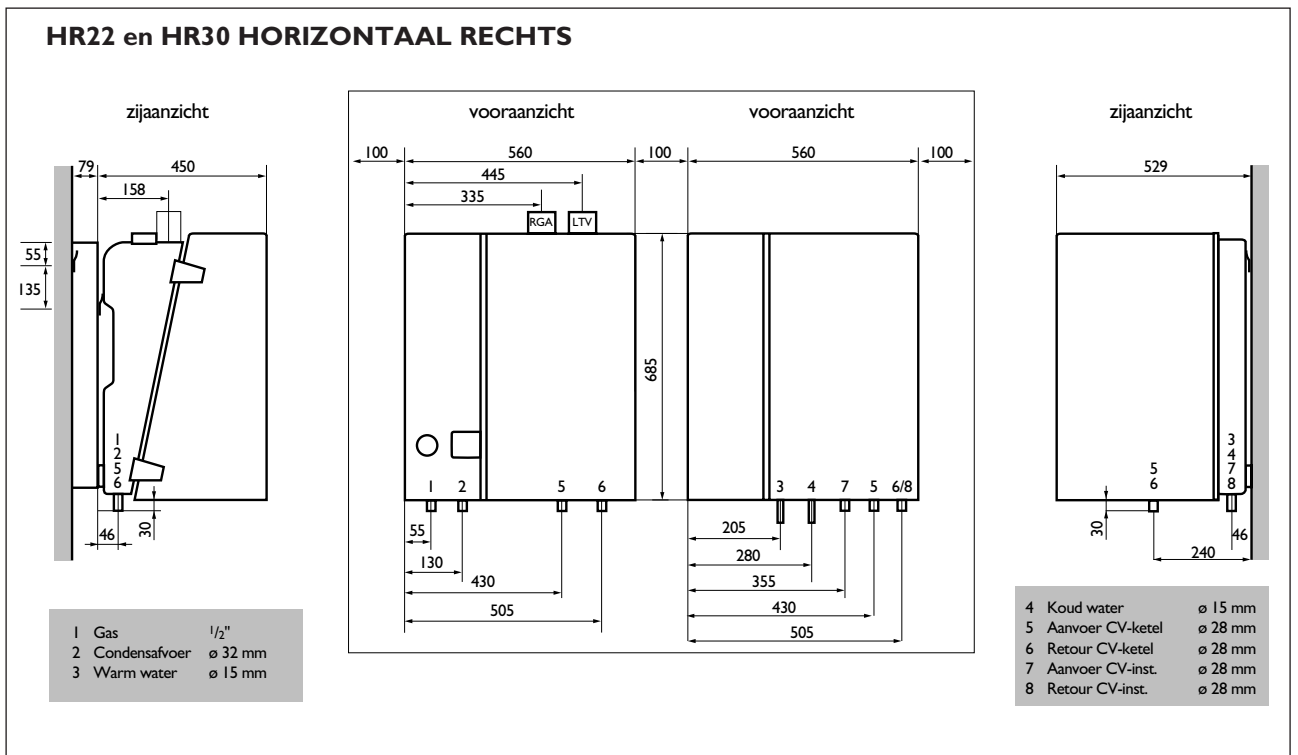 HR22 en HR30 HORIZONTAAL RECHTS
zijaanzicht
vooraanzicht
vooraanzicht
zijaanzicht
79
450
158
55
135
1
2
5
6
46
30
100
560
100
560
100
445
335
RGA
LTV
685
1 2 5 6
55
130
430
505
3 4 7 5 6/8
205
280
355
430
505
529
5
6
3
4
7
8
30
46
240
1 Gas 1/2"
2 Condensafvoer ø 32 mm
3 Warm water ø 15 mm
4 Koud water ø 15 mm
5 Aanvoer CV-ketel ø 28 mm
6 Retour CV-ketel ø 28 mm
7 Aanvoer CV-inst. ø 28 mm
8 Retour CV-inst. ø 28 mm